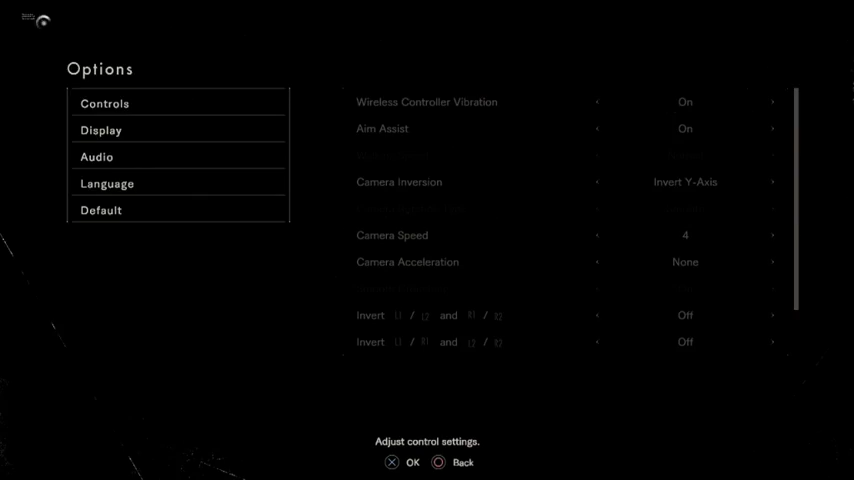 Options
Controls
Display
Audio
Language
Default
Wireless Controller Vibration ‹ On ›
Aim Assist ‹ On ›
Camera Inversion ‹ Invert Y-Axis ›
Camera Speed ‹ 4 ›
Camera Acceleration ‹ None ›
Invert L1 / L2 and R1 / R2 ‹ Off ›
Invert L1 / R1 and L2 / R2 ‹ Off ›
Adjust control settings.
OK Back